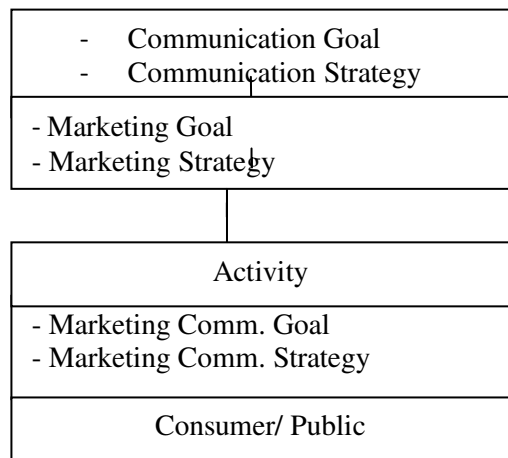 - Communication Goal
- Communication Strategy
- Marketing Goal
- Marketing Strategy
Activity
- Marketing Comm. Goal
- Marketing Comm. Strategy
Consumer/ Public